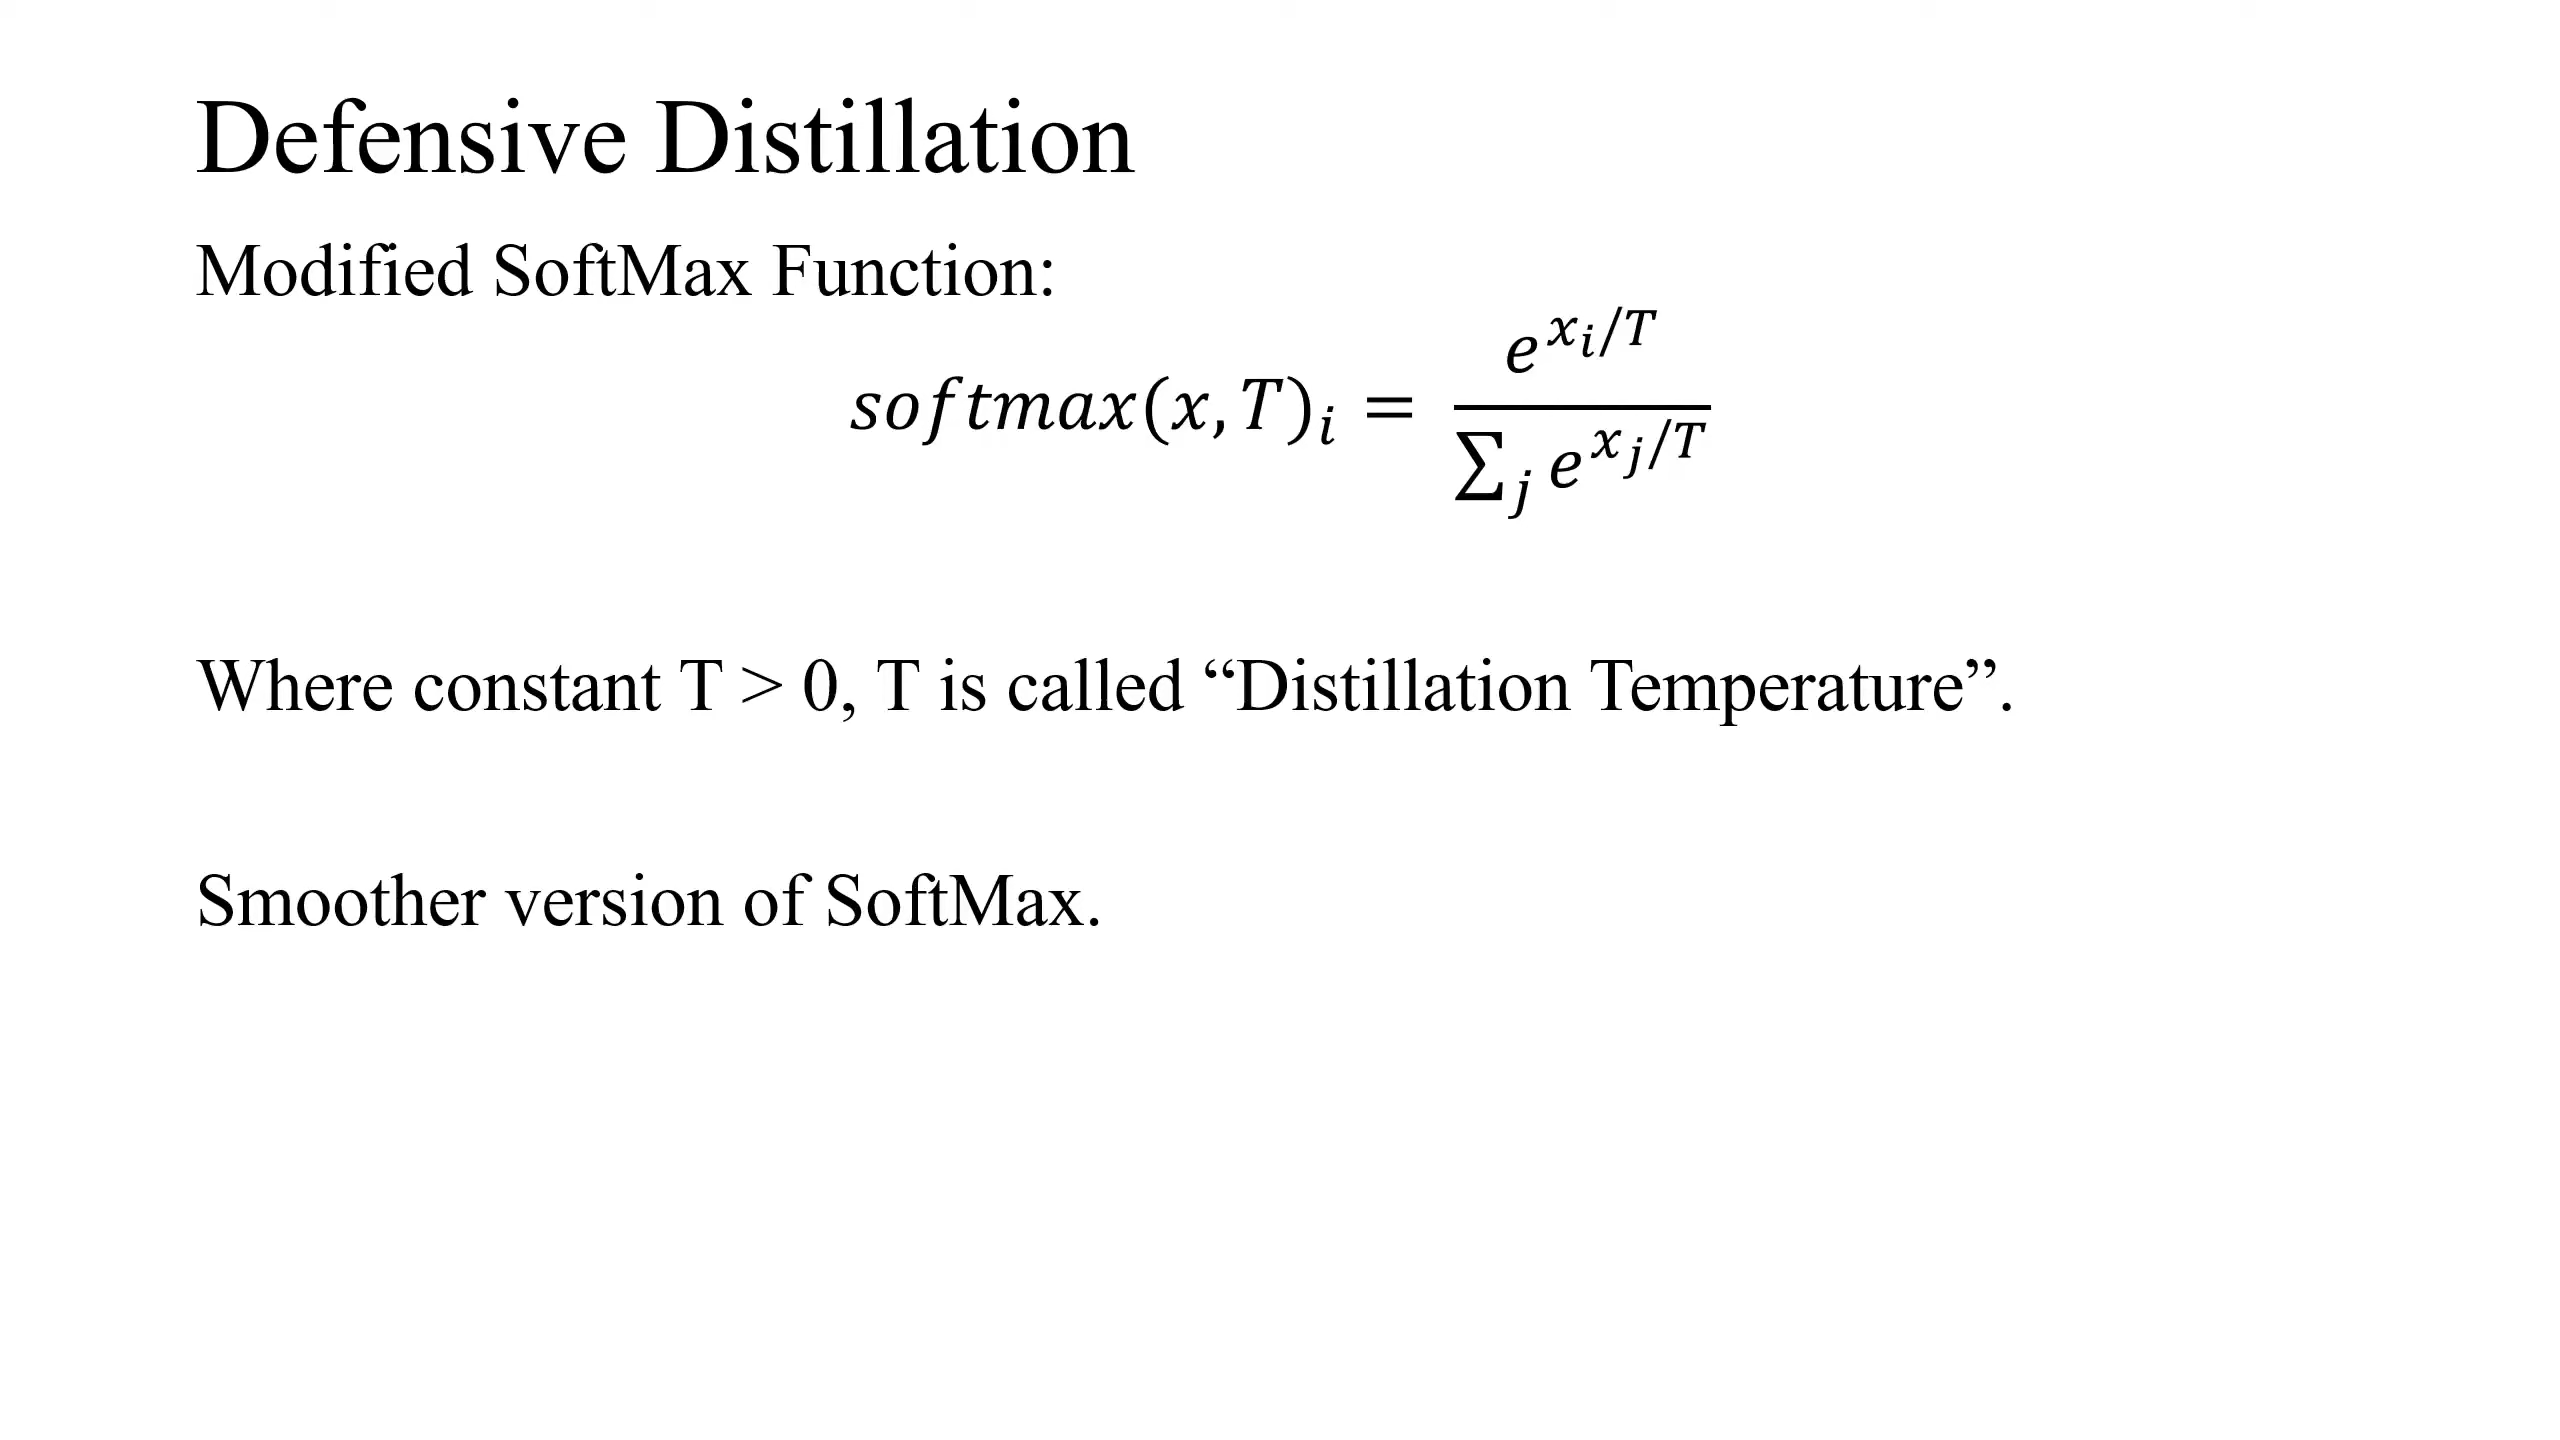 Defensive Distillation
Modified SoftMax Function:
softmax(x, T)_i = e^{x_i/T} / ∑_j e^{x_j/T}
Where constant T > 0, T is called “Distillation Temperature”.
Smoother version of SoftMax.